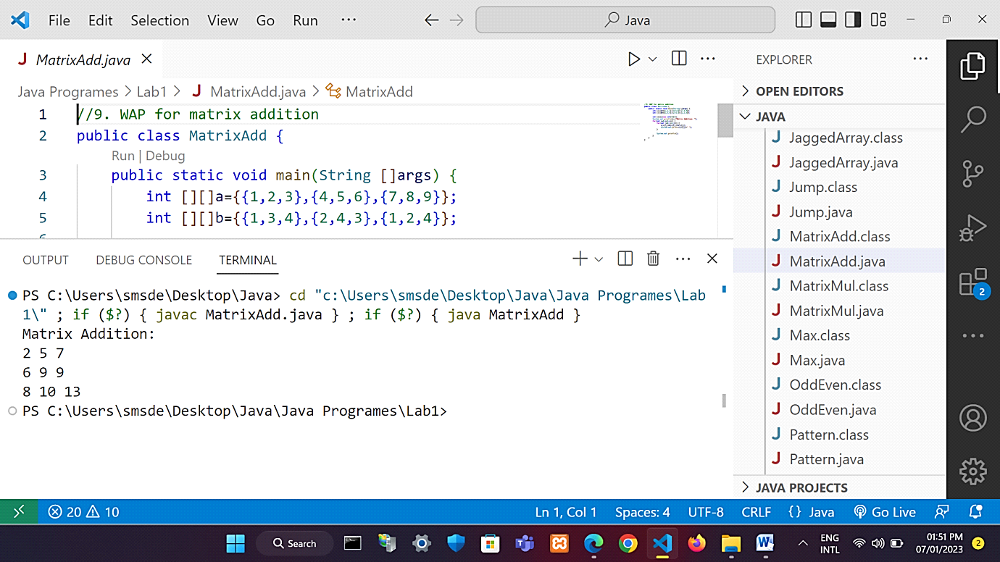 File Edit Selection View Go Run ··· Java
MatrixAdd.java
Java Programes > Lab1 > MatrixAdd.java > MatrixAdd
1 //9. WAP for matrix addition
2 public class MatrixAdd {
Run | Debug
3 public static void main(String []args) {
4 int [][]a={{1,2,3},{4,5,6},{7,8,9}};
5 int [][]b={{1,3,4},{2,4,3},{1,2,4}};
6
OUTPUT DEBUG CONSOLE TERMINAL
PS C:\Users\smsde\Desktop\Java> cd "c:\Users\smsde\Desktop\Java\Java Programes\Lab
1\" ; if ($?) { javac MatrixAdd.java } ; if ($?) { java MatrixAdd }
Matrix Addition:
2 5 7
6 9 9
8 10 13
PS C:\Users\smsde\Desktop\Java\Java Programes\Lab1>
EXPLORER
OPEN EDITORS
JAVA
JaggedArray.class
JaggedArray.java
Jump.class
Jump.java
MatrixAdd.class
MatrixAdd.java
MatrixMul.class
MatrixMul.java
Max.class
Max.java
OddEven.class
OddEven.java
Pattern.class
Pattern.java
JAVA PROJECTS
2
20 10 Ln 1, Col 1 Spaces: 4 UTF-8 CRLF {} Java Go Live
Search
ENG
INTL
01:51 PM
07/01/2023
2